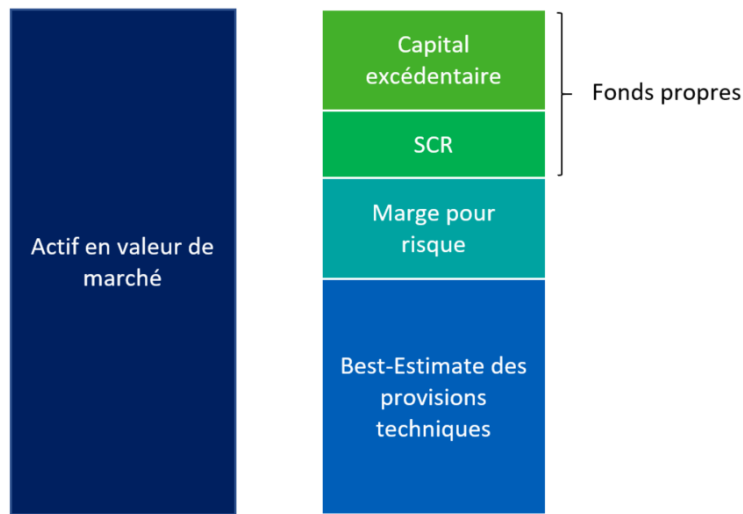 Capital
excédentaire
Fonds propres
SCR
Marge pour
risque
Actif en valeur de
marché
Best-Estimate des
provisions
techniques